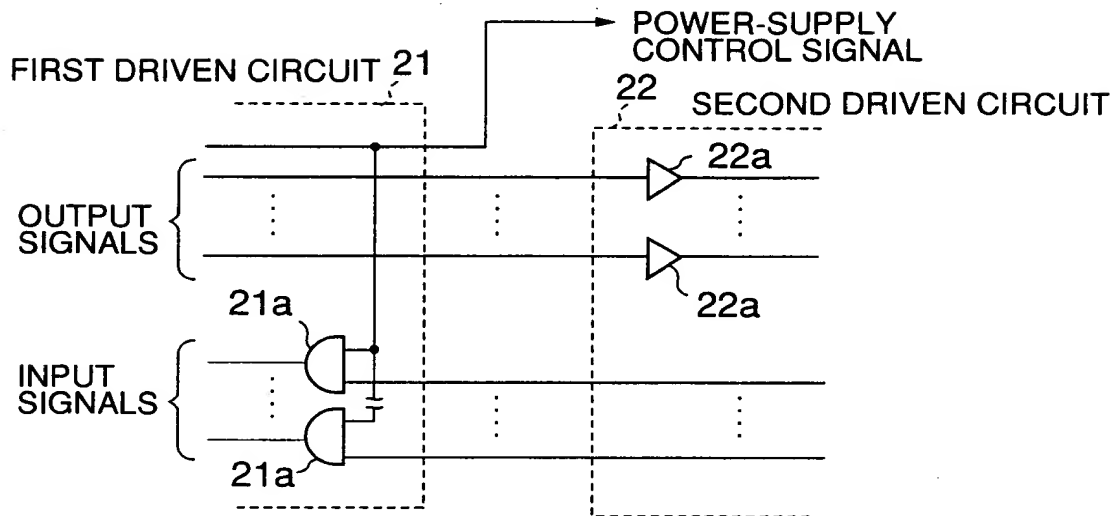 POWER-SUPPLY
CONTROL SIGNAL
FIRST DRIVEN CIRCUIT 21
22 SECOND DRIVEN CIRCUIT
22a
OUTPUT
SIGNALS
22a
21a
INPUT
SIGNALS
21a